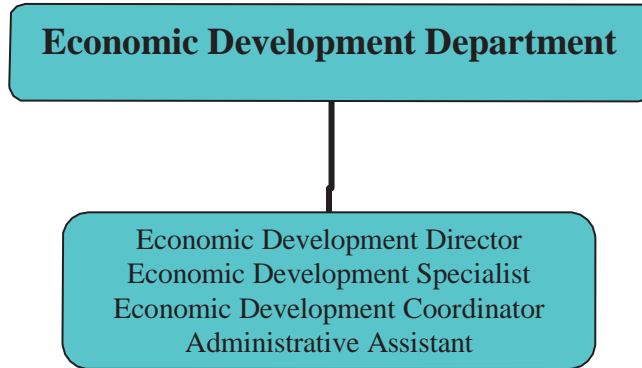 Economic Development Department
Economic Development Director
Economic Development Specialist
Economic Development Coordinator
Administrative Assistant